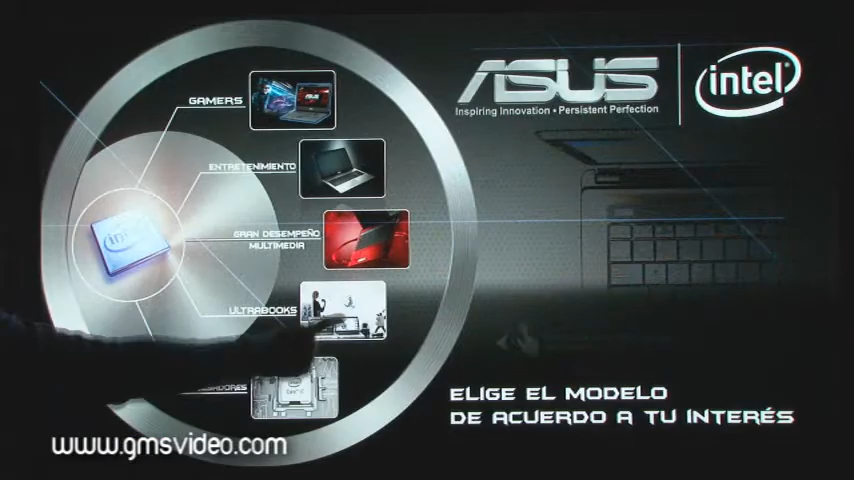 ASUS
Inspiring Innovation • Persistent Perfection
intel
GAMERS
ENTRETENIMIENTO
GRAN DESEMPEÑO
MULTIMEDIA
ULTRABOOKS
ELIGE EL MODELO
DE ACUERDO A TU INTERÉS
www.gmsvideo.com